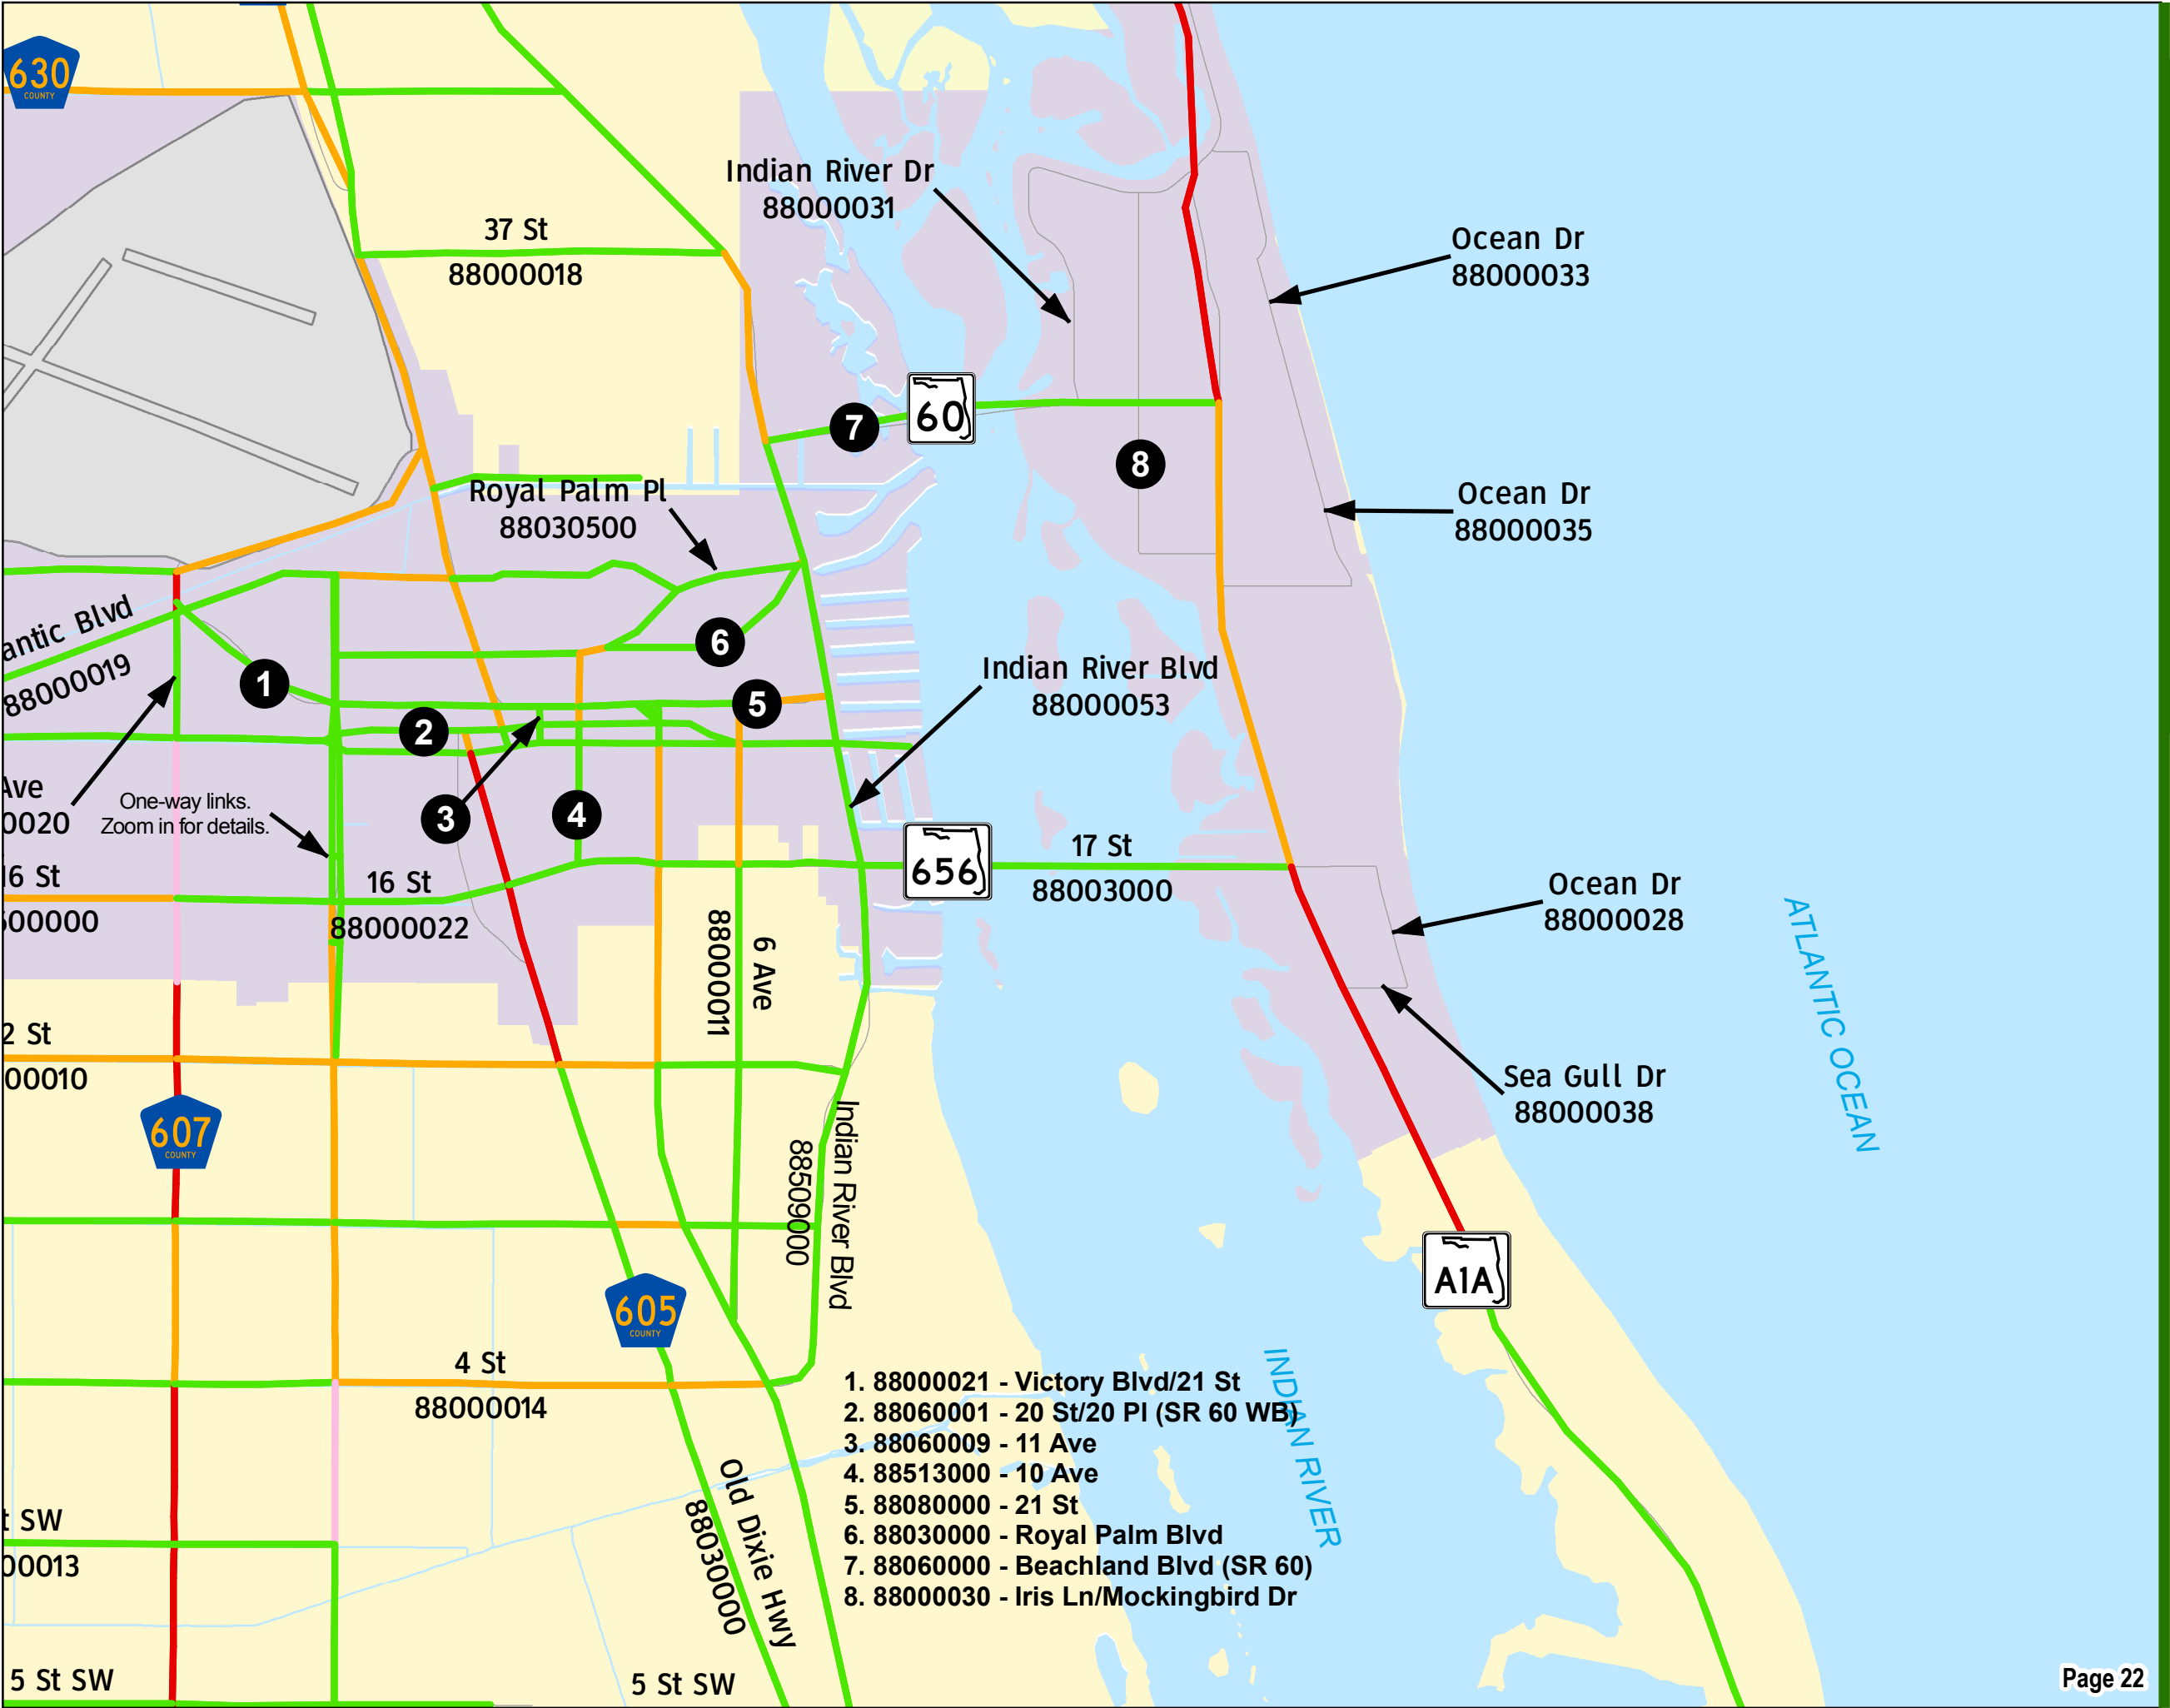 630
COUNTY
Indian River Dr
88000031
37 St
88000018
Ocean Dr
88000033
60
7
8
Royal Palm Pl
88030500
Ocean Dr
88000035
antic Blvd
88000019
6
1
5
Indian River Blvd
88000053
2
Ave
0020
One-way links.
Zoom in for details.
3
4
656
17 St
88003000
16 St
500000
16 St
88000022
Ocean Dr
88000028
6 Ave
88000011
ATLANTIC OCEAN
2 St
00010
Sea Gull Dr
88000038
607
COUNTY
Indian River Blvd
88509000
A1A
605
COUNTY
4 St
88000014
INDIAN RIVER
1. 88000021 - Victory Blvd/21 St
2. 88060001 - 20 St/20 Pl (SR 60 WB)
3. 88060009 - 11 Ave
4. 88513000 - 10 Ave
5. 88080000 - 21 St
6. 88030000 - Royal Palm Blvd
7. 88060000 - Beachland Blvd (SR 60)
8. 88000030 - Iris Ln/Mockingbird Dr
Old Dixie Hwy
88030000
t SW
00013
5 St SW
5 St SW
Page 22